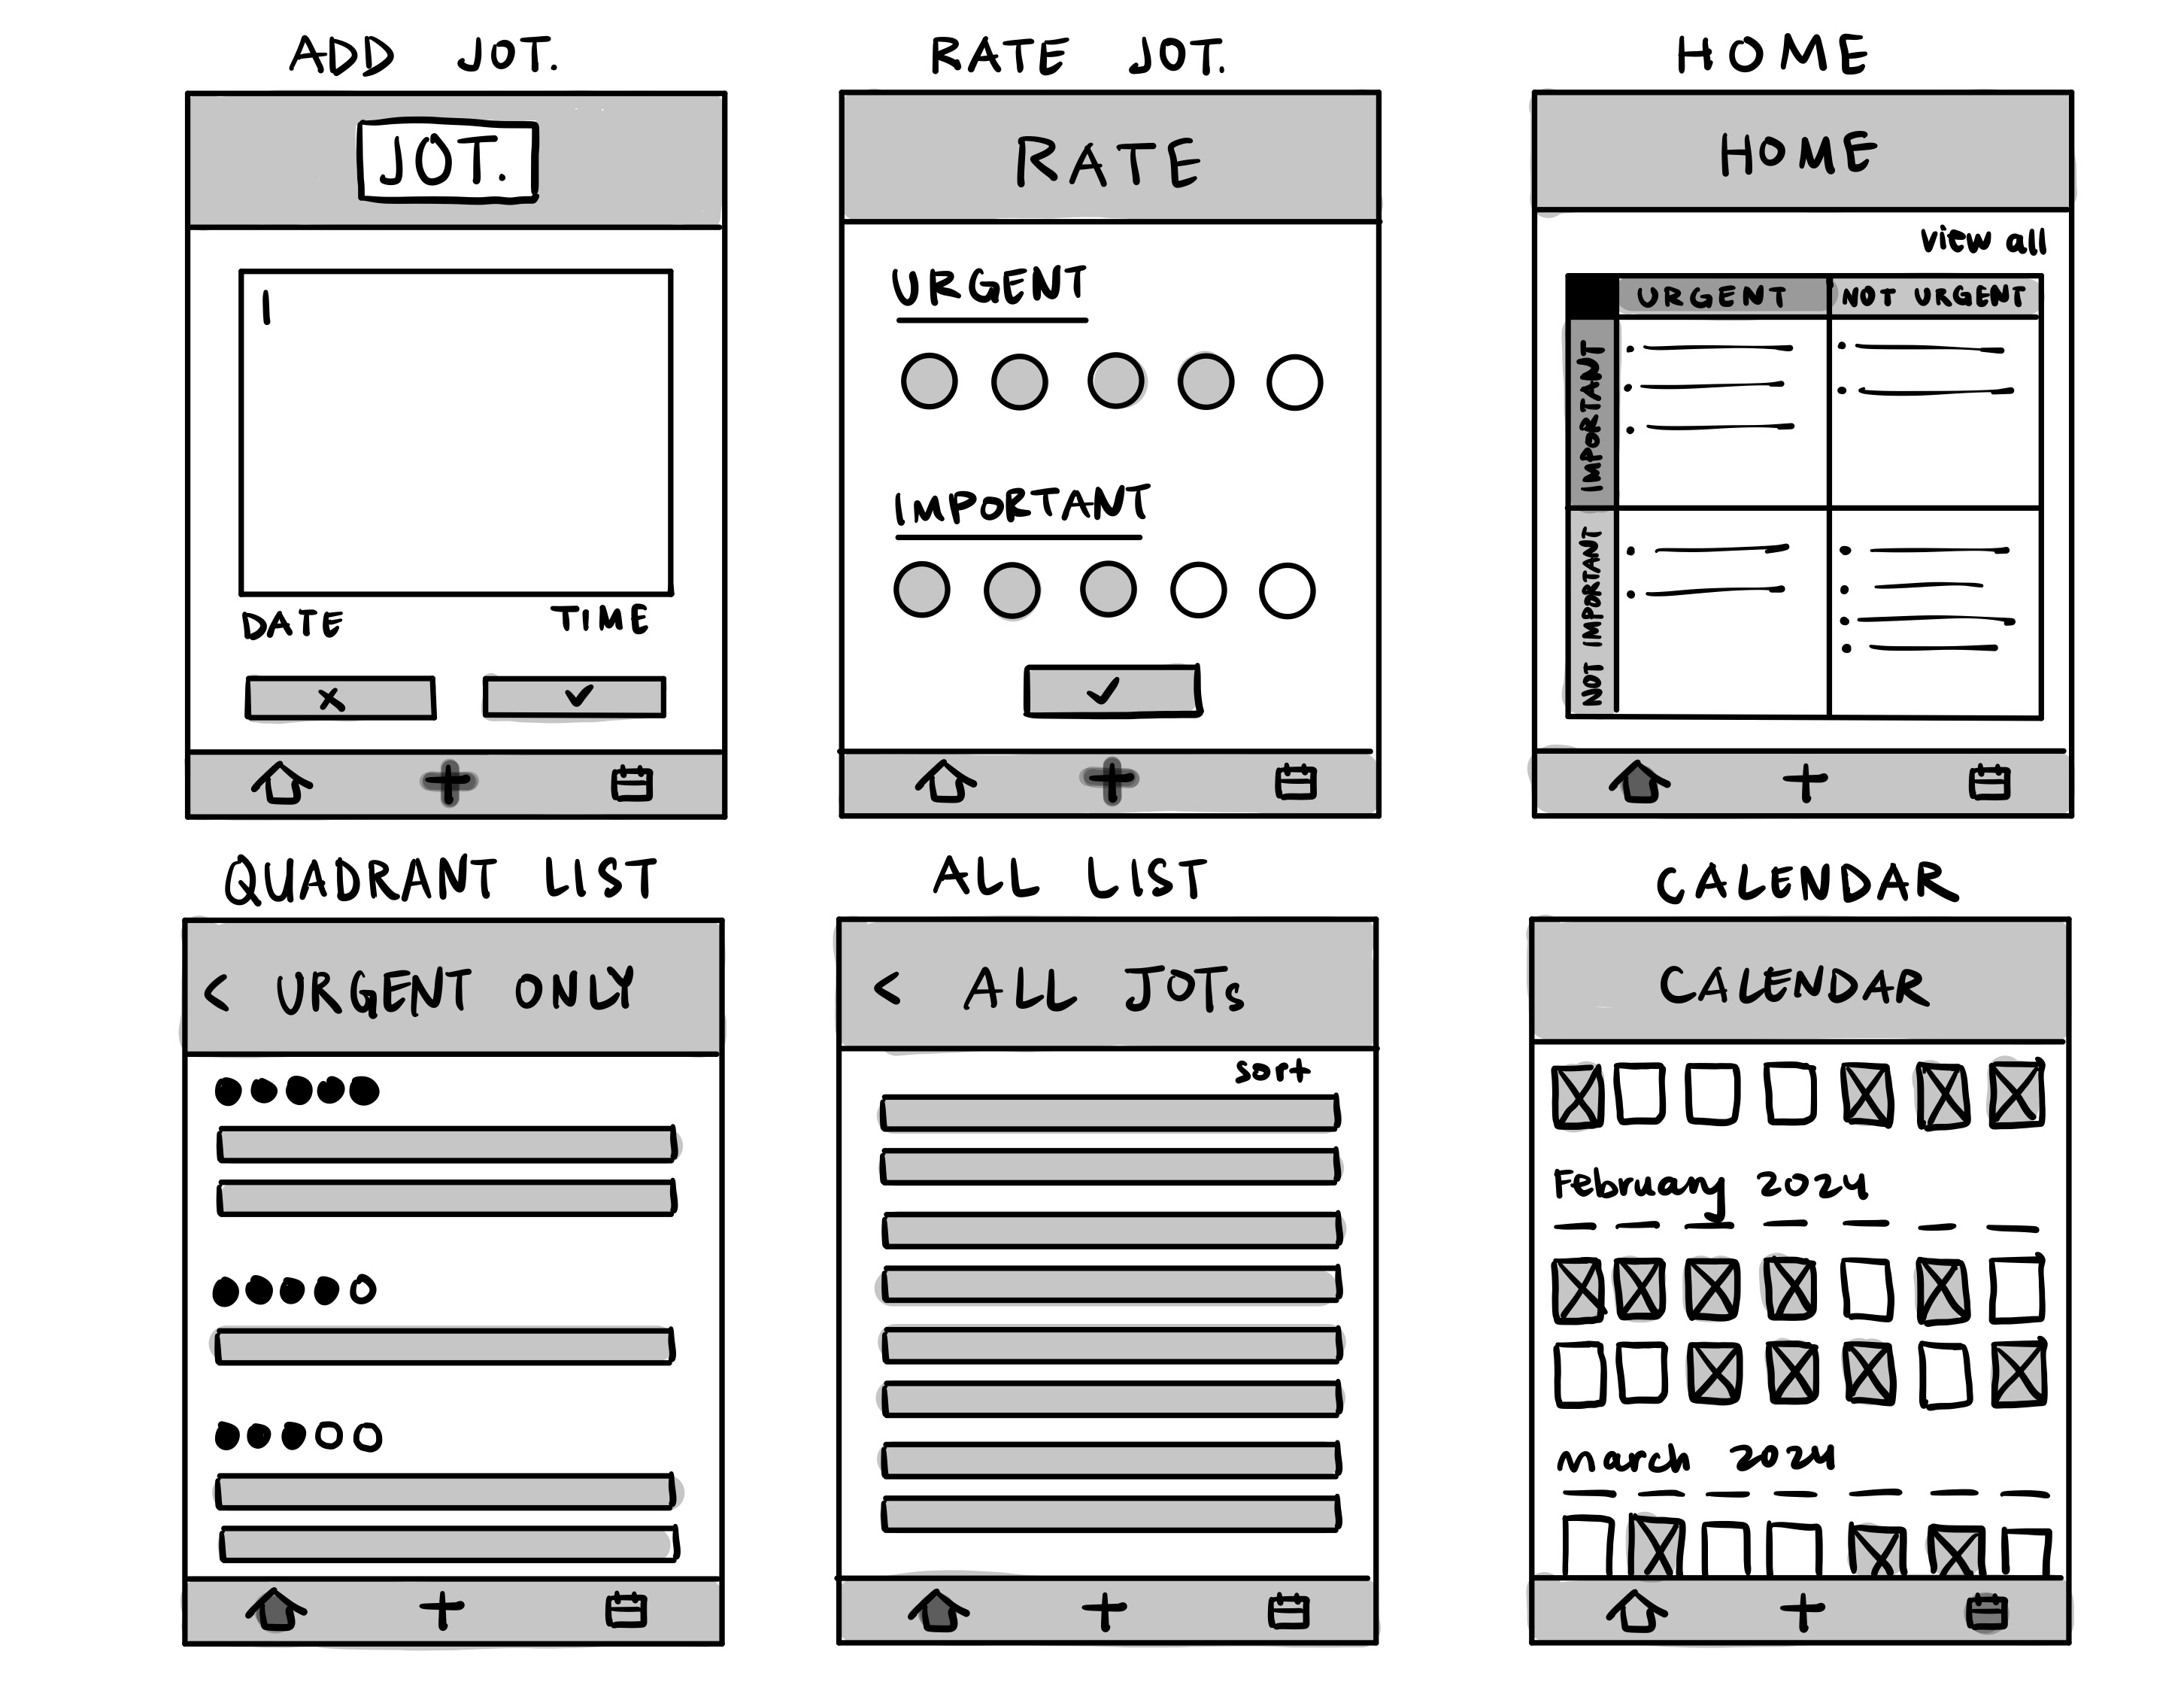 ADD JOT.
JOT.
DATE TIME
RATE JOT.
RATE
URGENT
IMPORTANT
HOME
HOME
view all
URGENT NOT URGENT
IMPORTANT
NOT IMPORTANT
QUADRANT LIST
< URGENT ONLY
ALL LIST
< ALL JOTs
sort
CALENDAR
CALENDAR
February 2024
march 2024